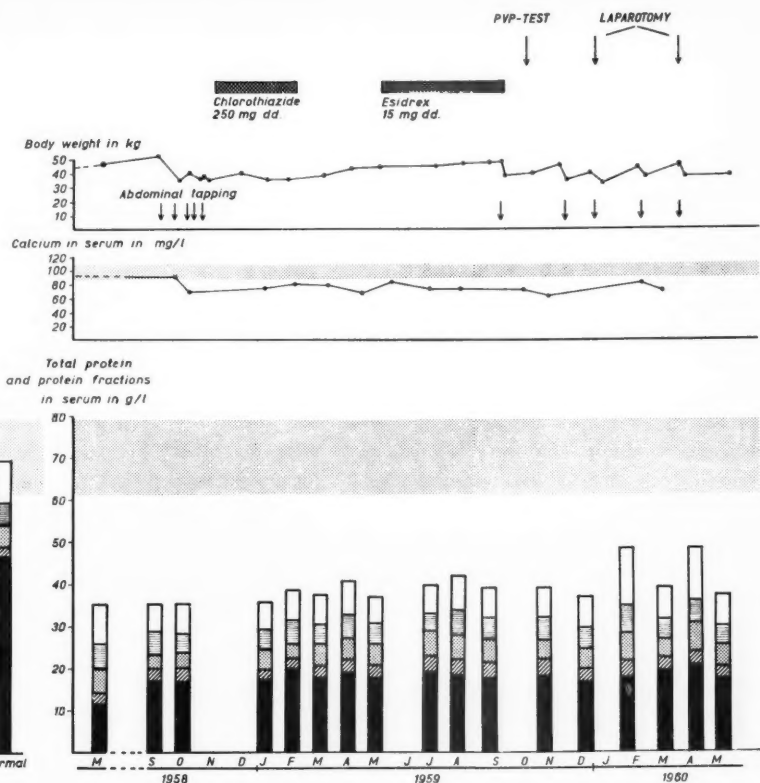 PVP-TEST LAPAROTOMY
Chlorothiazide
250 mg dd.
Esidrex
15 mg dd.
Body weight in kg
50
40
30
20
10
Abdominal tapping
Calcium in serum in mg/l
120
100
80
60
40
20
Total protein
and protein fractions
in serum in g/l
80
70
60
50
40
30
20
10
rmal
M S O N D J F M A M J J A S O N D J F M A M
1958 1959 1960